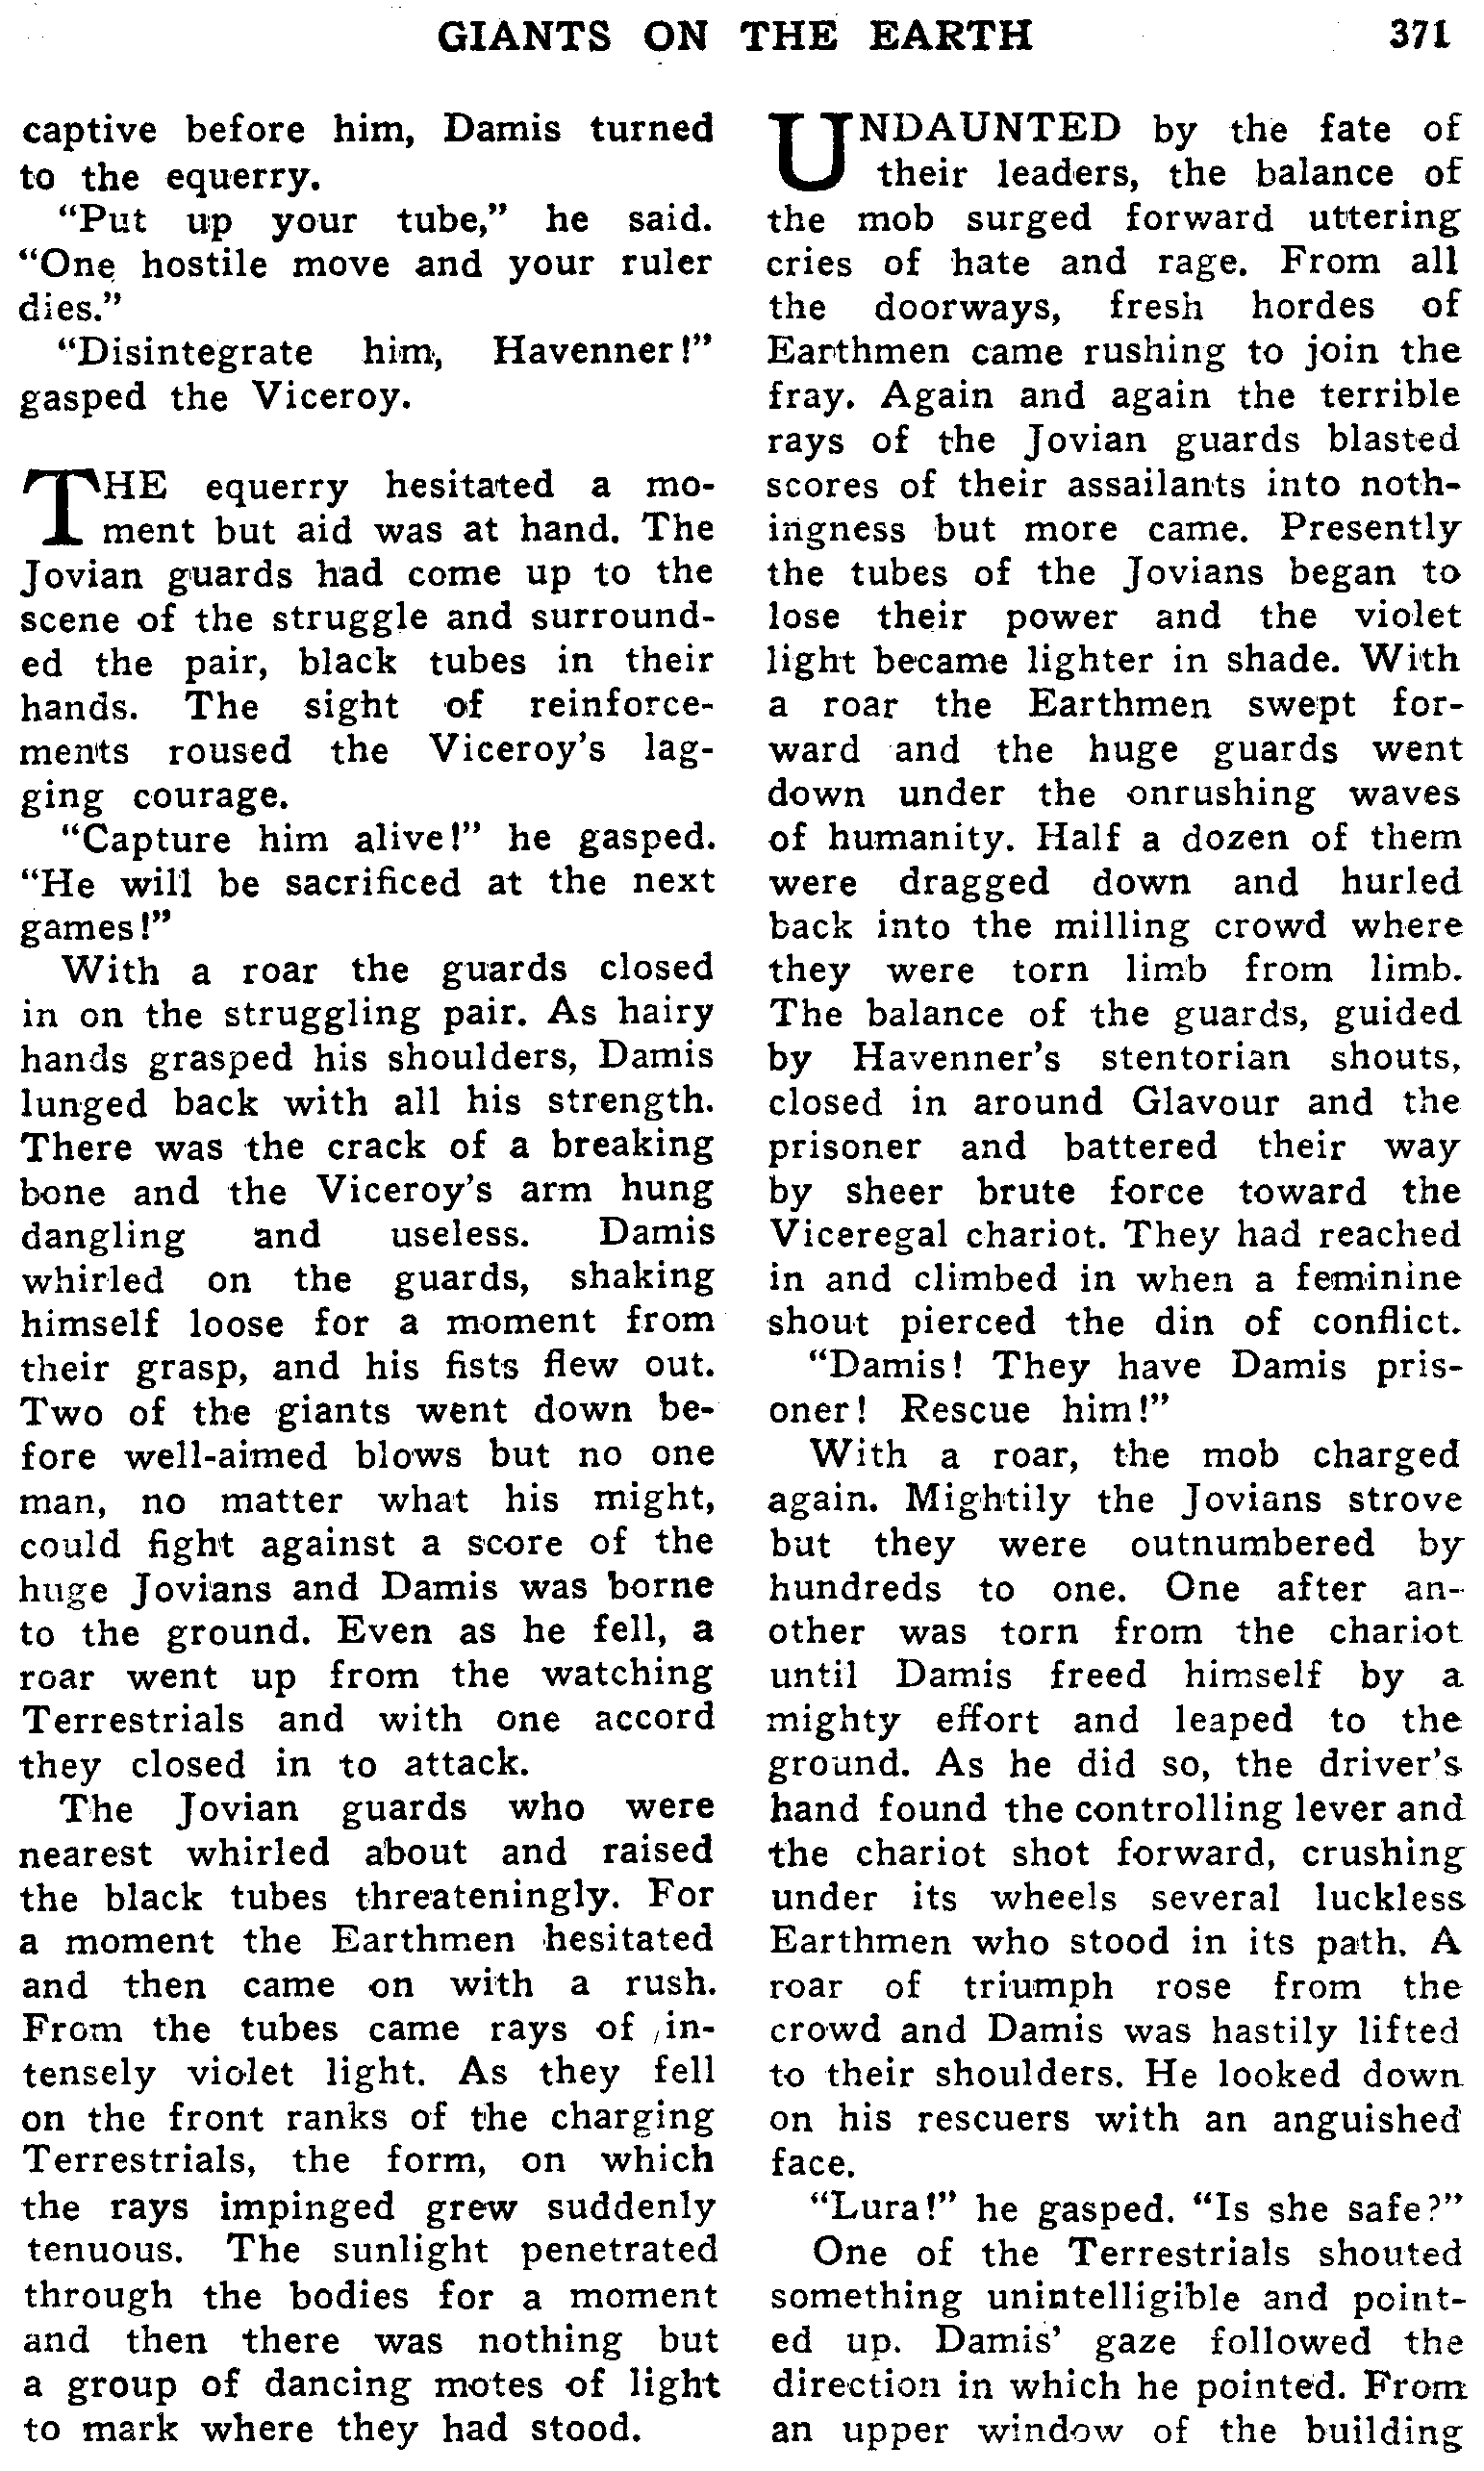 GIANTS ON THE EARTH 371
captive before him, Damis turned
to the equerry.
“Put up your tube,” he said.
“One hostile move and your ruler
dies.”
“Disintegrate him, Havenner!”
gasped the Viceroy.
THE equerry hesitated a mo-
ment but aid was at hand. The
Jovian guards had come up to the
scene of the struggle and surround-
ed the pair, black tubes in their
hands. The sight of reinforce-
ments roused the Viceroy’s lag-
ging courage.
“Capture him alive!” he gasped.
“He will be sacrificed at the next
games!”
With a roar the guards closed
in on the struggling pair. As hairy
hands grasped his shoulders, Damis
lunged back with all his strength.
There was the crack of a breaking
bone and the Viceroy’s arm hung
dangling and useless. Damis
whirled on the guards, shaking
himself loose for a moment from
their grasp, and his fists flew out.
Two of the giants went down be-
fore well-aimed blows but no one
man, no matter what his might,
could fight against a score of the
huge Jovians and Damis was borne
to the ground. Even as he fell, a
roar went up from the watching
Terrestrials and with one accord
they closed in to attack.
The Jovian guards who were
nearest whirled about and raised
the black tubes threateningly. For
a moment the Earthmen hesitated
and then came on with a rush.
From the tubes came rays of in-
tensely violet light. As they fell
on the front ranks of the charging
Terrestrials, the form, on which
the rays impinged grew suddenly
tenuous. The sunlight penetrated
through the bodies for a moment
and then there was nothing but
a group of dancing motes of light
to mark where they had stood.
UNDAUNTED by the fate of
their leaders, the balance of
the mob surged forward uttering
cries of hate and rage. From all
the doorways, fresh hordes of
Earthmen came rushing to join the
fray. Again and again the terrible
rays of the Jovian guards blasted
scores of their assailants into noth-
ingness but more came. Presently
the tubes of the Jovians began to
lose their power and the violet
light became lighter in shade. With
a roar the Earthmen swept for-
ward and the huge guards went
down under the onrushing waves
of humanity. Half a dozen of them
were dragged down and hurled
back into the milling crowd where
they were torn limb from limb.
The balance of the guards, guided
by Havenner’s stentorian shouts,
closed in around Glavour and the
prisoner and battered their way
by sheer brute force toward the
Viceregal chariot. They had reached
in and climbed in when a feminine
shout pierced the din of conflict.
“Damis! They have Damis pris-
oner! Rescue him!”
With a roar, the mob charged
again. Mightily the Jovians strove
but they were outnumbered by
hundreds to one. One after an-
other was torn from the chariot
until Damis freed himself by a
mighty effort and leaped to the
ground. As he did so, the driver’s
hand found the controlling lever and
the chariot shot forward, crushing
under its wheels several luckless
Earthmen who stood in its path. A
roar of triumph rose from the
crowd and Damis was hastily lifted
to their shoulders. He looked down
on his rescuers with an anguished
face.
“Lura!” he gasped. “Is she safe?”
One of the Terrestrials shouted
something unintelligible and point-
ed up. Damis’ gaze followed the
direction in which he pointed. From
an upper window of the building